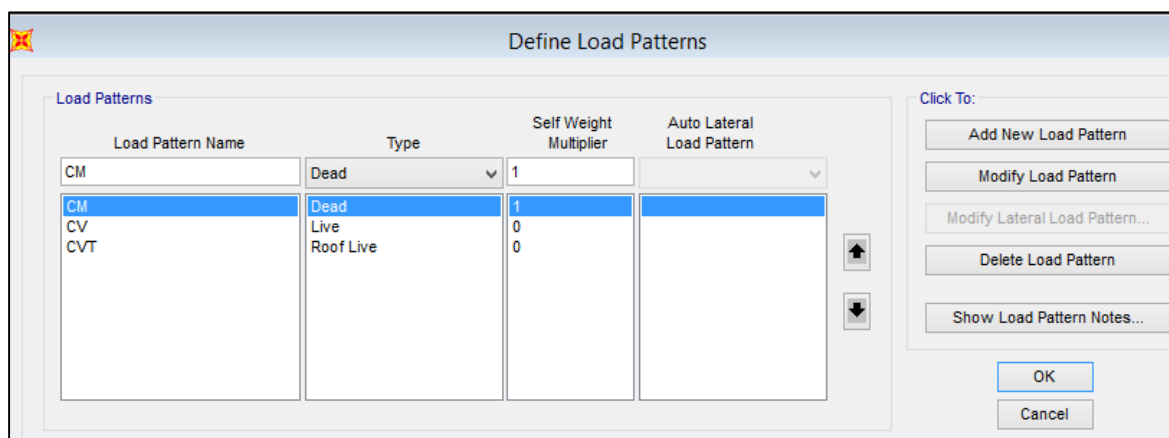 Define Load Patterns
Load Patterns
Load Pattern Name Type Self Weight Multiplier Auto Lateral Load Pattern
CM Dead 1
CM Dead 1
CV Live 0
CVT Roof Live 0
Click To:
Add New Load Pattern
Modify Load Pattern
Modify Lateral Load Pattern...
Delete Load Pattern
Show Load Pattern Notes...
OK
Cancel